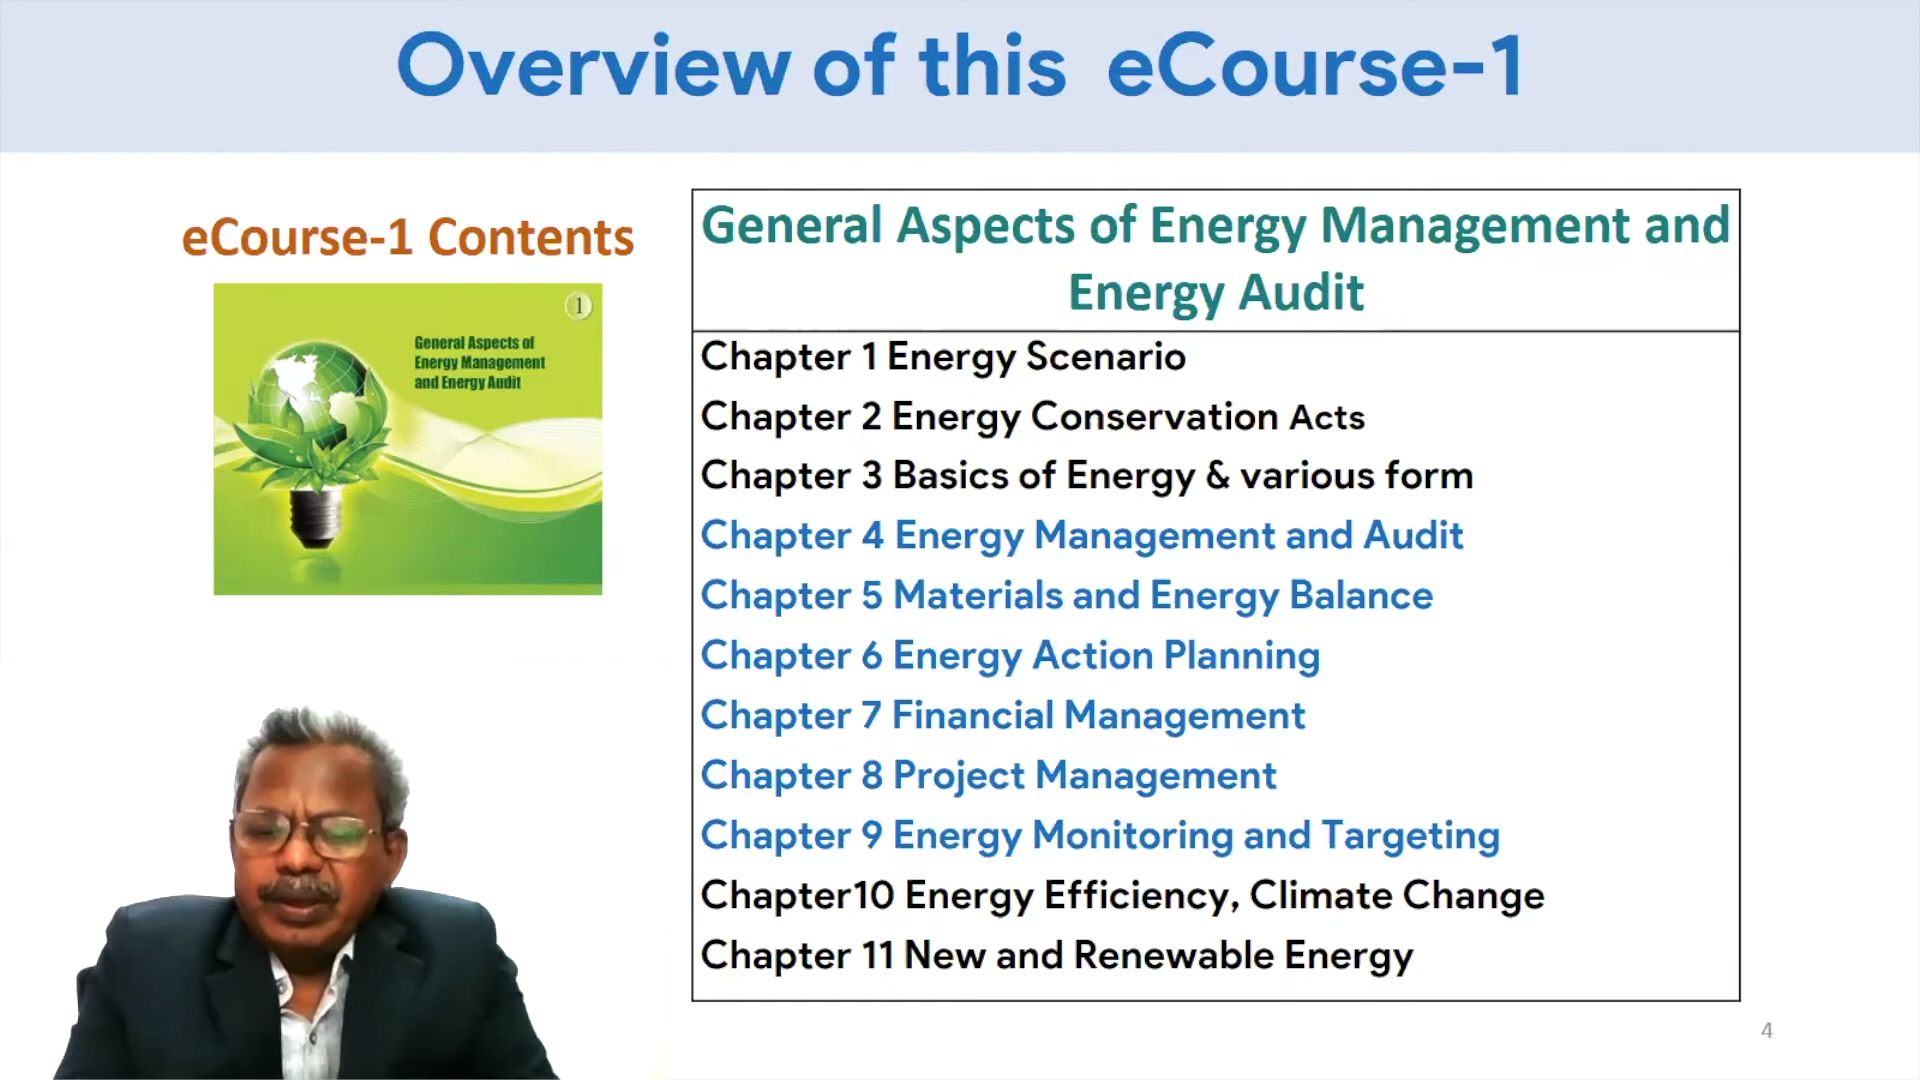 Overview of this eCourse-1
eCourse-1 Contents
1
General Aspects of
Energy Management
and Energy Audit
General Aspects of Energy Management and
Energy Audit
Chapter 1 Energy Scenario
Chapter 2 Energy Conservation Acts
Chapter 3 Basics of Energy & various form
Chapter 4 Energy Management and Audit
Chapter 5 Materials and Energy Balance
Chapter 6 Energy Action Planning
Chapter 7 Financial Management
Chapter 8 Project Management
Chapter 9 Energy Monitoring and Targeting
Chapter10 Energy Efficiency, Climate Change
Chapter 11 New and Renewable Energy
4